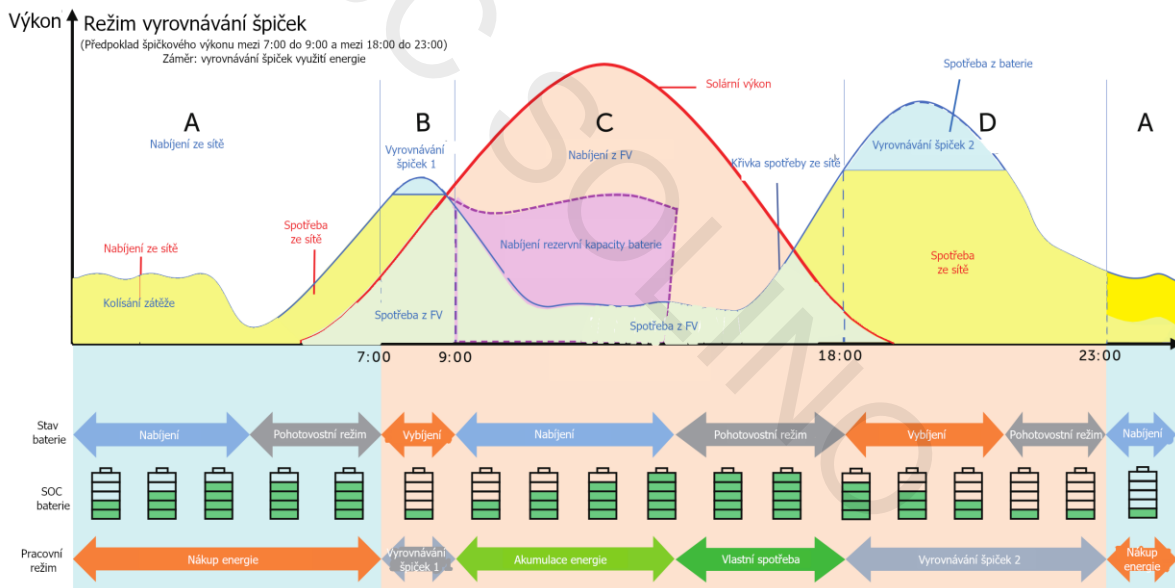 Výkon
Režim vyrovnávání špiček
(Předpoklad špičkového výkonu mezi 7:00 do 9:00 a mezi 18:00 do 23:00)
Záměr: vyrovnávání špiček využití energie
A
B
C
D
A
Nabíjení ze sítě
Vyrovnávání
špiček 1
Nabíjení z FV
Solární výkon
Křivka spotřeby ze sítě
Spotřeba z baterie
Vyrovnávání špiček 2
Nabíjení ze sítě
Kolísání zátěže
Spotřeba
ze sítě
Nabíjení rezervní kapacity baterie
Spotřeba z FV
Spotřeba z FV
Spotřeba
ze sítě
7:00
9:00
18:00
23:00
Stav
baterie
Nabíjení
Pohotovostní režim
Vybíjení
Nabíjení
Pohotovostní režim
Vybíjení
Pohotovostní režim
Nabíjení
SOC
baterie
Pracovní
režim
Nákup energie
Vyrovnávání
špiček 1
Akumulace energie
Vlastní spotřeba
Vyrovnávání špiček 2
Nákup
energie
SOLINO